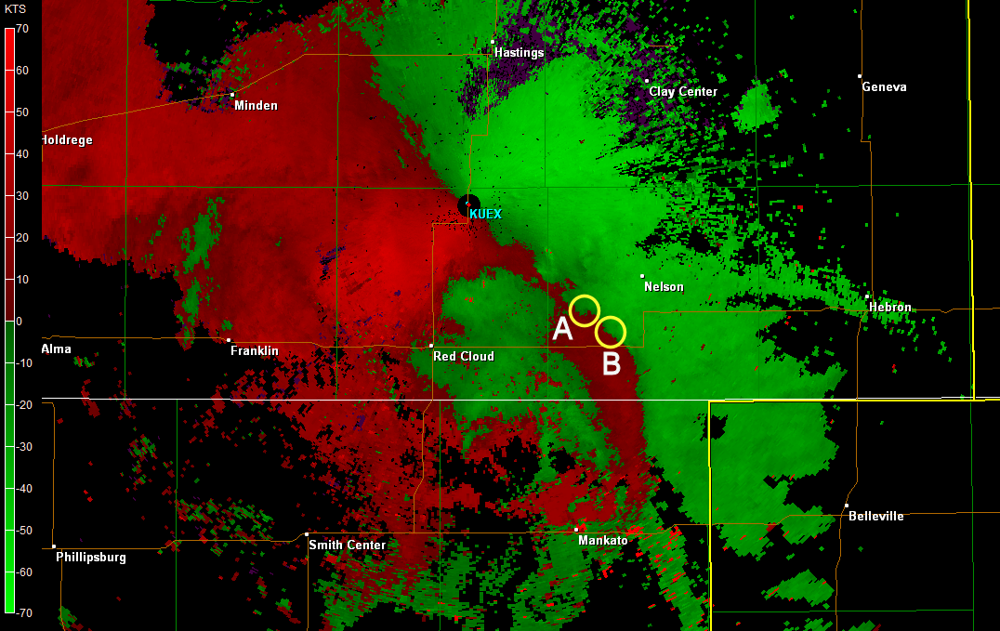 KTS
70
60
50
40
30
20
10
0
-10
-20
-30
-40
-50
-60
-70
Hastings
Clay Center
Geneva
Minden
Holdrege
KUEX
Nelson
Hebron
A
B
Alma
Franklin
Red Cloud
Belleville
Mankato
Smith Center
Phillipsburg